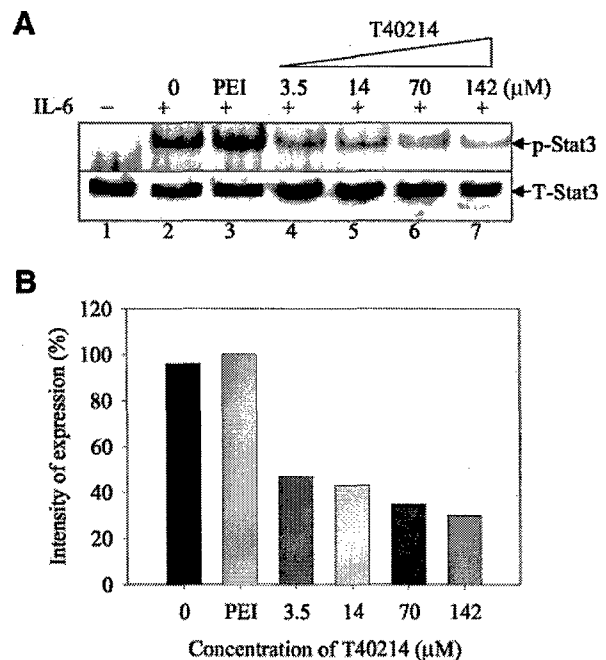 A
T40214
0 PEI 3.5 14 70 142 (μM)
IL-6 − + + + + + +
p-Stat3
T-Stat3
1 2 3 4 5 6 7
B
Intensity of expression (%)
120
100
80
60
40
20
0
0 PEI 3.5 14 70 142
Concentration of T40214 (μM)